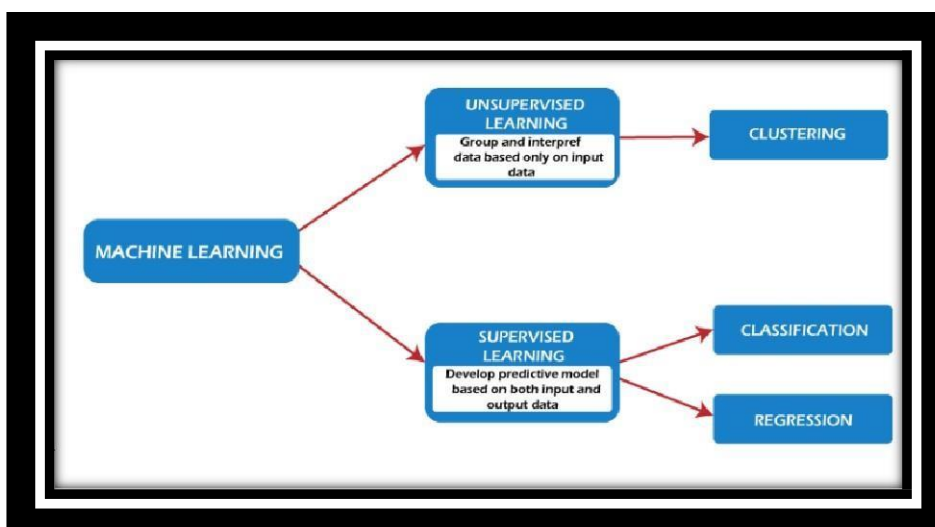 MACHINE LEARNING
UNSUPERVISED
LEARNING
Group and interpref
data based only on input
data
CLUSTERING
SUPERVISED
LEARNING
Develop predictive model
based on both input and
output data
CLASSIFICATION
REGRESSION